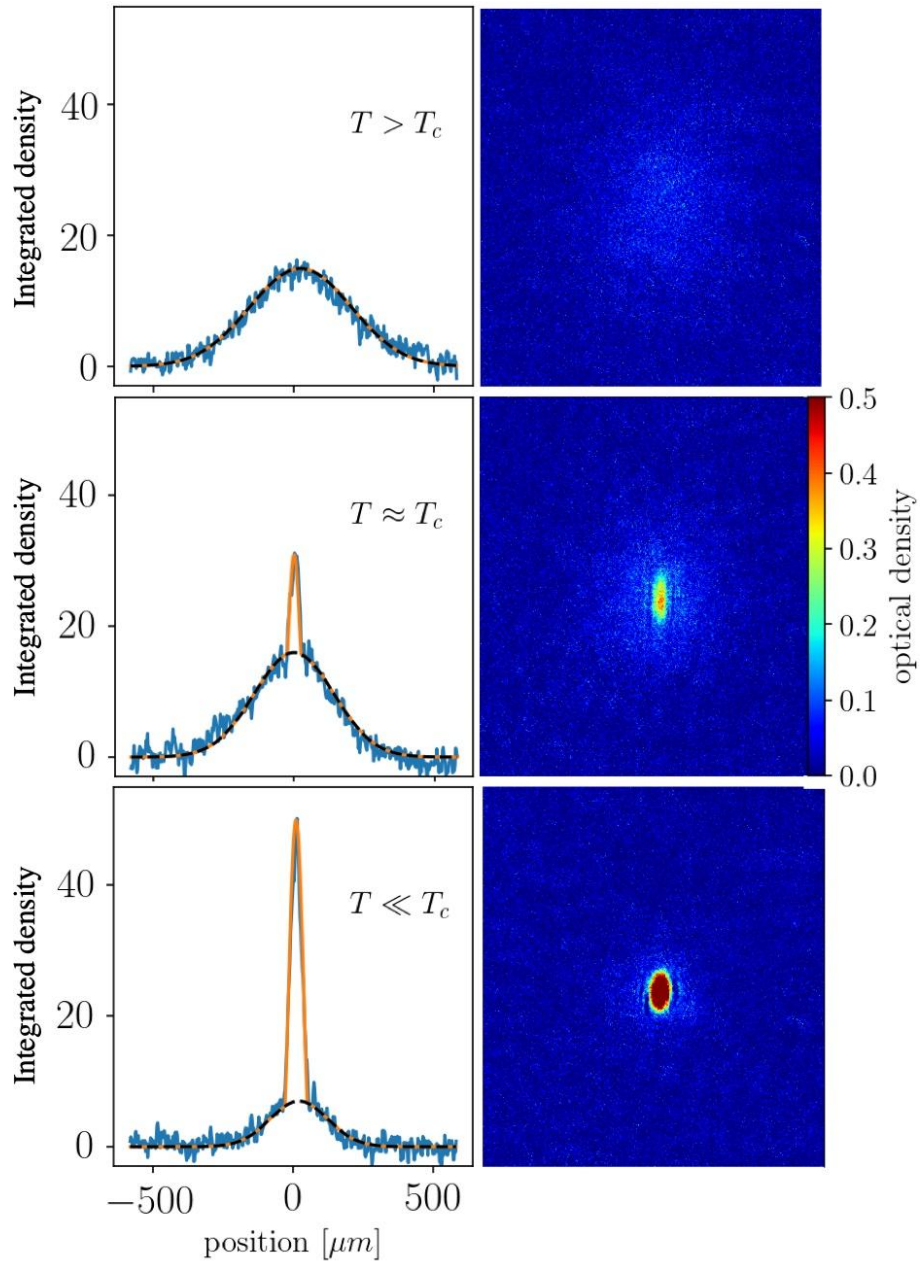 Integrated density
40
20
0
T > T_c
Integrated density
40
20
0
T ≈ T_c
0.5
0.4
0.3
0.2
0.1
0.0
optical density
Integrated density
40
20
0
T ≪ T_c
−500
0
500
position [μm]